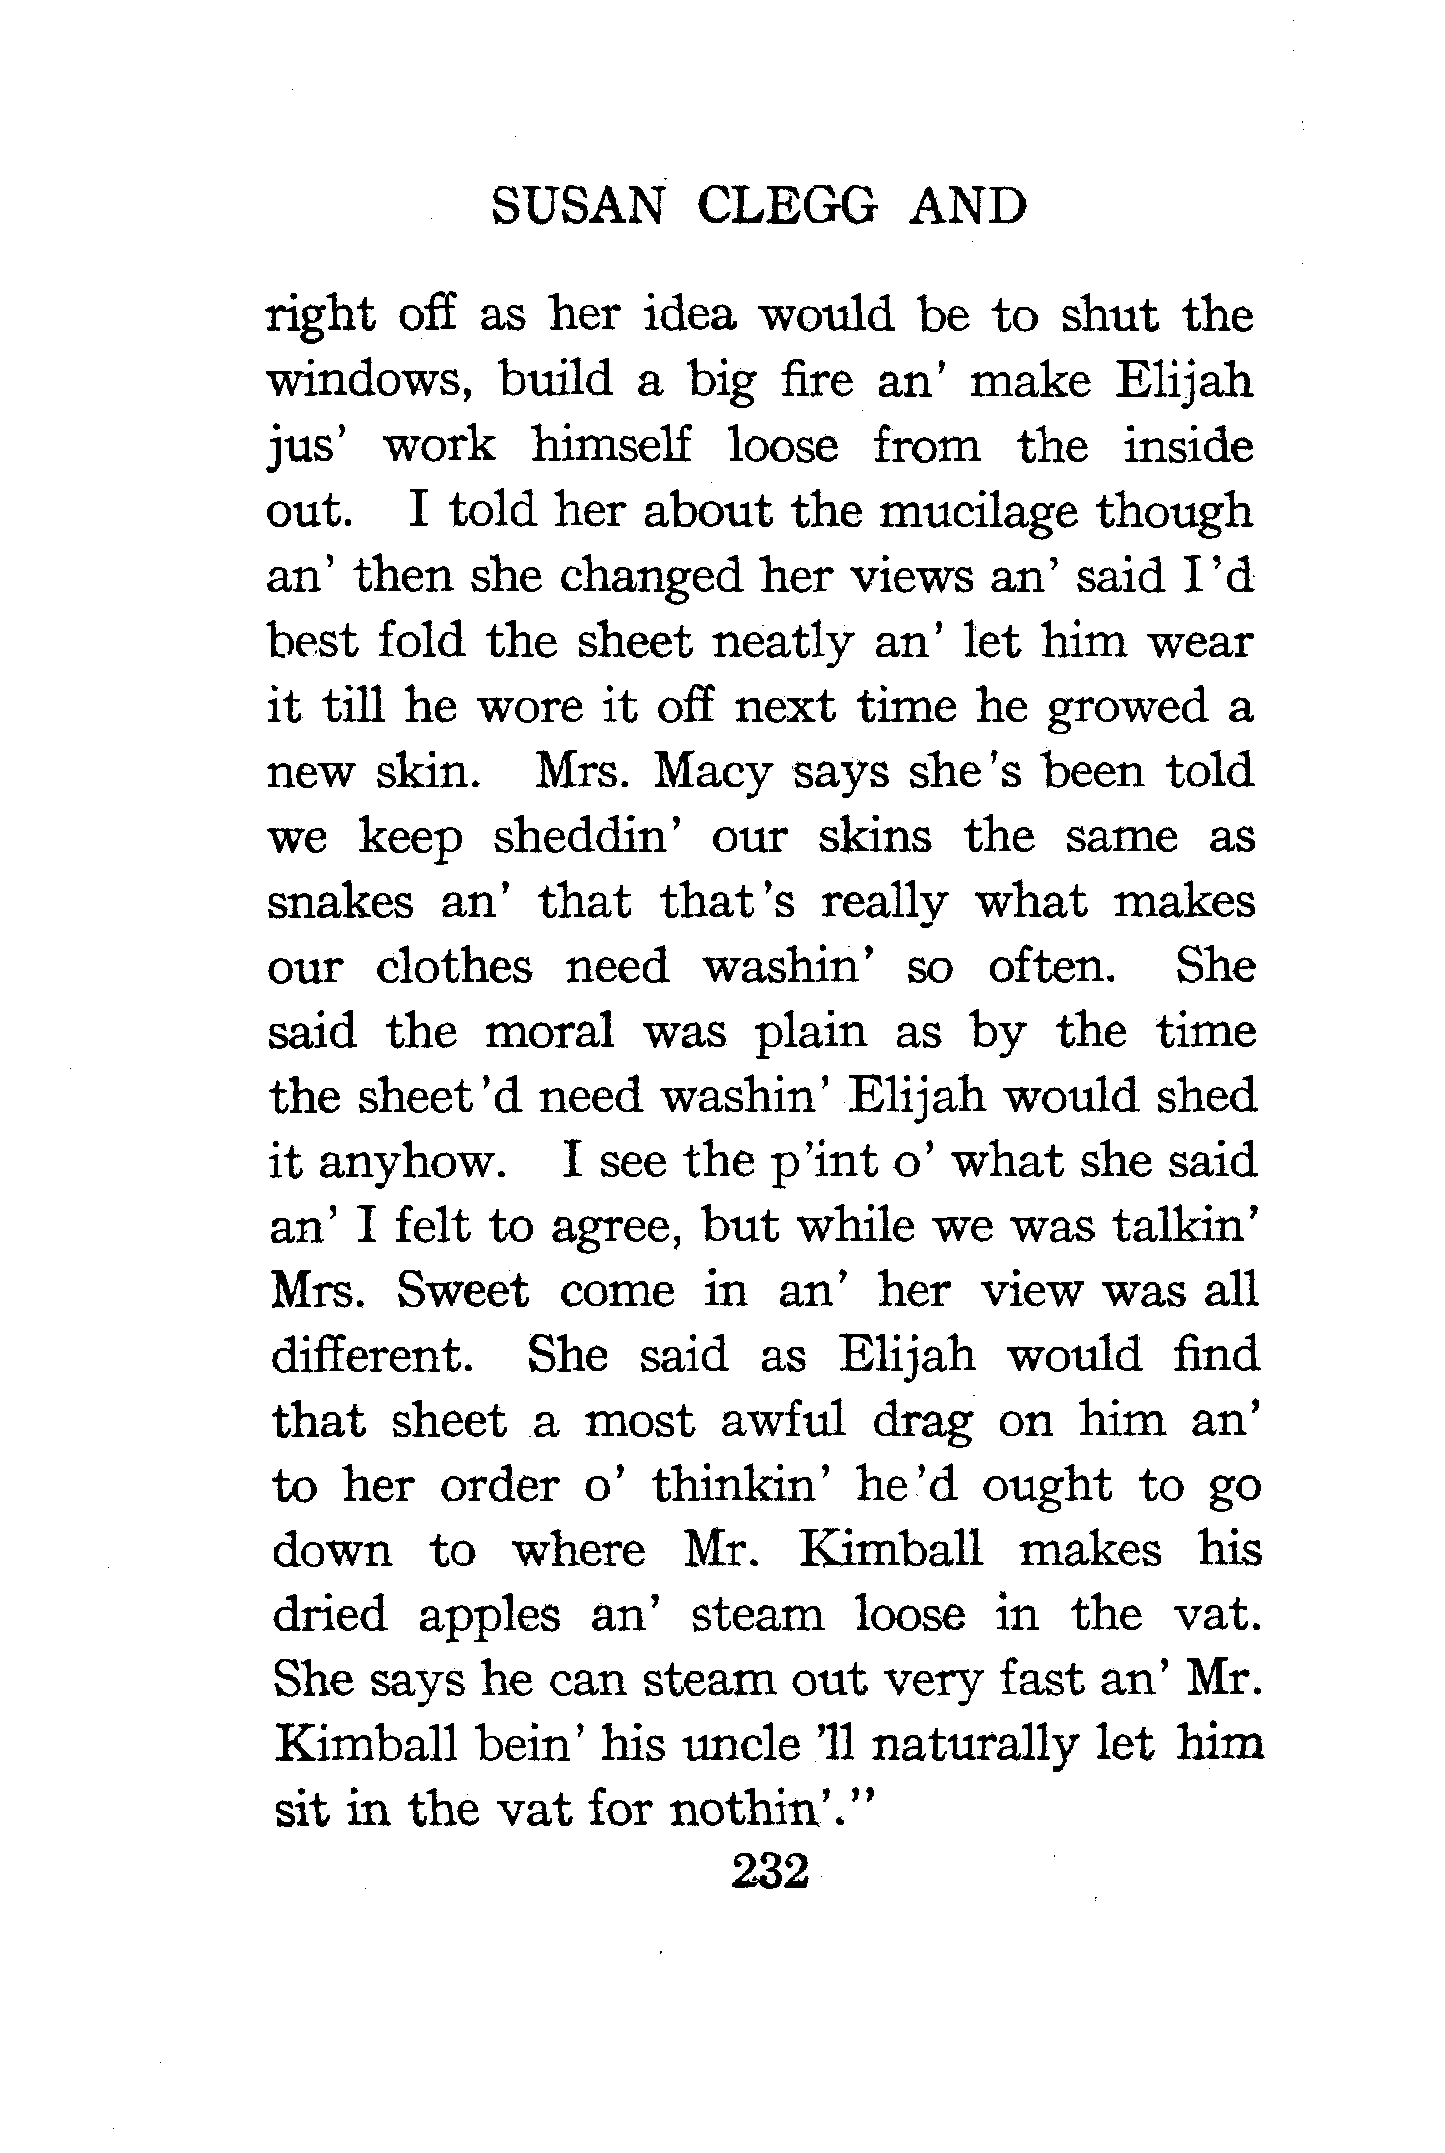 SUSAN CLEGG AND
right off as her idea would be to shut the
windows, build a big fire an' make Elijah
jus' work himself loose from the inside
out. I told her about the mucilage though
an' then she changed her views an' said I'd
best fold the sheet neatly an' let him wear
it till he wore it off next time he growed a
new skin. Mrs. Macy says she's been told
we keep sheddin' our skins the same as
snakes an' that that's really what makes
our clothes need washin' so often. She
said the moral was plain as by the time
the sheet'd need washin' Elijah would shed
it anyhow. I see the p'int o' what she said
an' I felt to agree, but while we was talkin'
Mrs. Sweet come in an' her view was all
different. She said as Elijah would find
that sheet a most awful drag on him an'
to her order o' thinkin' he'd ought to go
down to where Mr. Kimball makes his
dried apples an' steam loose in the vat.
She says he can steam out very fast an' Mr.
Kimball bein' his uncle 'll naturally let him
sit in the vat for nothin'."
232